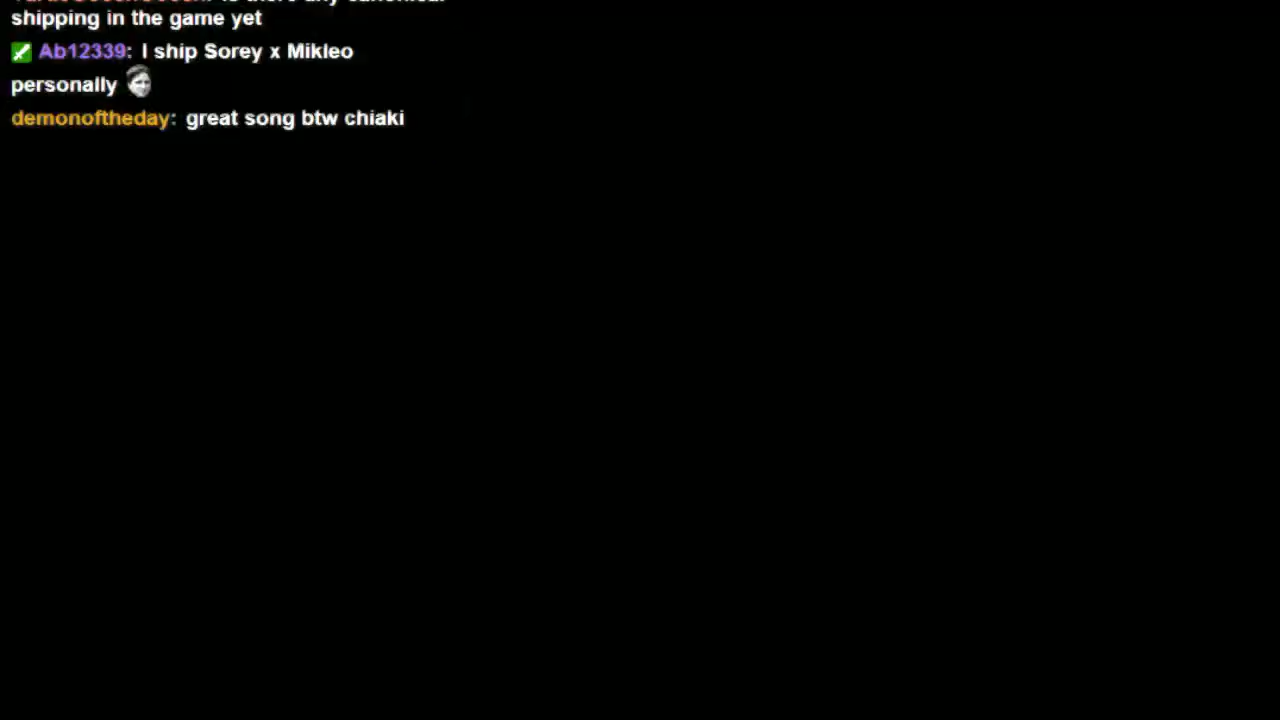 shipping in the game yet
Ab12339: I ship Sorey x Mikleo
personally
demonoftheday: great song btw chiaki